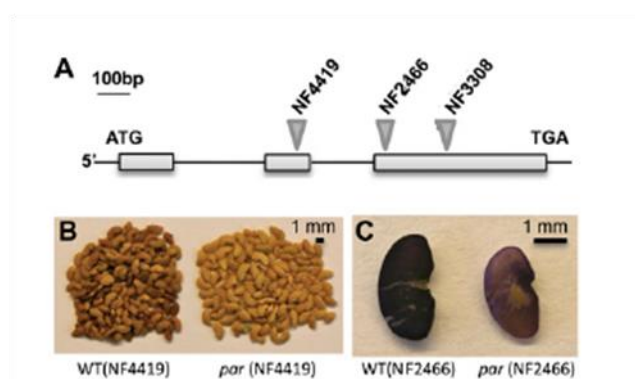 A
100bp
NF4419 NF2466 NF3308
ATG TGA
5'
B 1 mm C 1 mm
WT(NF4419) par (NF4419) WT(NF2466) par (NF2466)